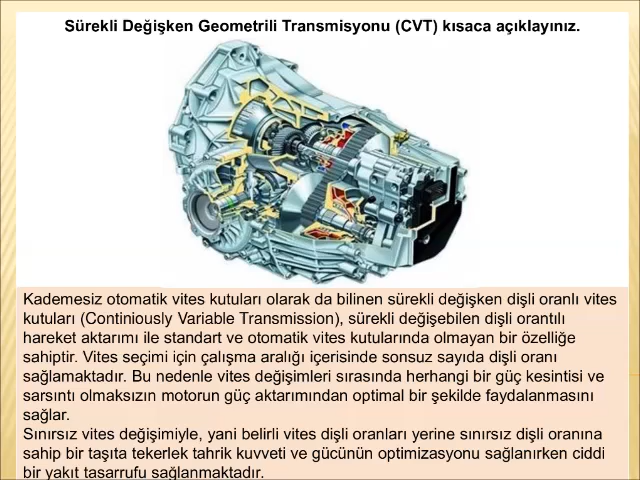 Sürekli Değişken Geometrili Transmisyonu (CVT) kısaca açıklayınız.
Kademesiz otomatik vites kutuları olarak da bilinen sürekli değişken dişli oranlı vites
kutuları (Continiously Variable Transmission), sürekli değişebilen dişli orantılı
hareket aktarımı ile standart ve otomatik vites kutularında olmayan bir özelliğe
sahiptir. Vites seçimi için çalışma aralığı içerisinde sonsuz sayıda dişli oranı
sağlamaktadır. Bu nedenle vites değişimleri sırasında herhangi bir güç kesintisi ve
sarsıntı olmaksızın motorun güç aktarımından optimal bir şekilde faydalanmasını
sağlar.
Sınırsız vites değişimiyle, yani belirli vites dişli oranları yerine sınırsız dişli oranına
sahip bir taşıta tekerlek tahrik kuvveti ve gücünün optimizasyonu sağlanırken ciddi
bir yakıt tasarrufu sağlanmaktadır.